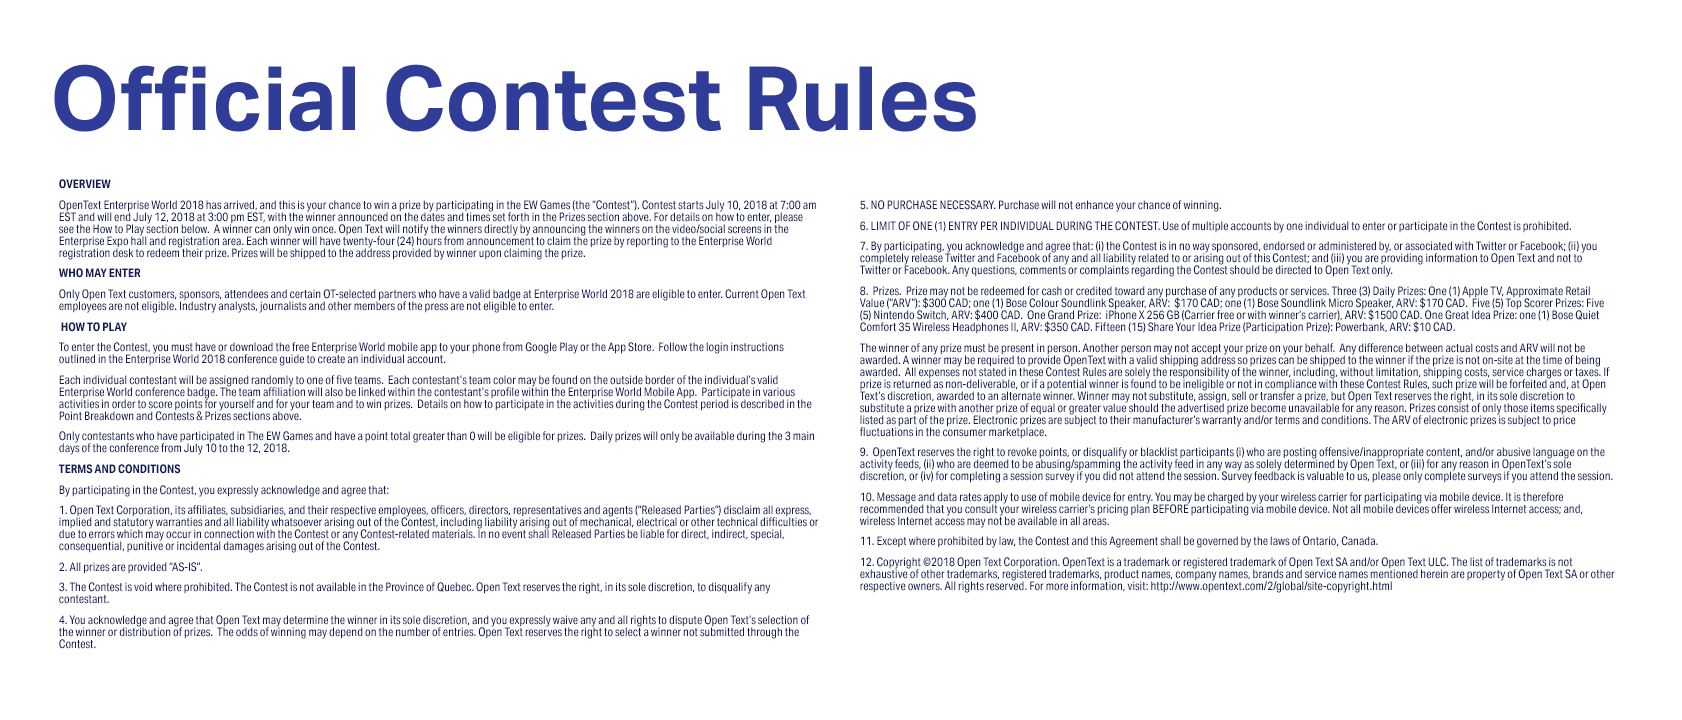 Official Contest Rules
OVERVIEW
OpenText Enterprise World 2018 has arrived, and this is your chance to win a prize by participating in the EW Games (the “Contest”). Contest starts July 10, 2018 at 7:00 am
EST and will end July 12, 2018 at 3:00 pm EST, with the winner announced on the dates and times set forth in the Prizes section above. For details on how to enter, please
see the How to Play section below.  A winner can only win once. Open Text will notify the winners directly by announcing the winners on the video/social screens in the
Enterprise Expo hall and registration area. Each winner will have twenty-four (24) hours from announcement to claim the prize by reporting to the Enterprise World
registration desk to redeem their prize. Prizes will be shipped to the address provided by winner upon claiming the prize.
WHO MAY ENTER
Only Open Text customers, sponsors, attendees and certain OT-selected partners who have a valid badge at Enterprise World 2018 are eligible to enter. Current Open Text
employees are not eligible. Industry analysts, journalists and other members of the press are not eligible to enter.
HOW TO PLAY
To enter the Contest, you must have or download the free Enterprise World mobile app to your phone from Google Play or the App Store.  Follow the login instructions
outlined in the Enterprise World 2018 conference guide to create an individual account.
Each individual contestant will be assigned randomly to one of five teams.  Each contestant's team color may be found on the outside border of the individual's valid
Enterprise World conference badge. The team affiliation will also be linked within the contestant's profile within the Enterprise World Mobile App.  Participate in various
activities in order to score points for yourself and for your team and to win prizes.  Details on how to participate in the activities during the Contest period is described in the
Point Breakdown and Contests & Prizes sections above.
Only contestants who have participated in The EW Games and have a point total greater than 0 will be eligible for prizes.  Daily prizes will only be available during the 3 main
days of the conference from July 10 to the 12, 2018.
TERMS AND CONDITIONS
By participating in the Contest, you expressly acknowledge and agree that:
1. Open Text Corporation, its affiliates, subsidiaries, and their respective employees, officers, directors, representatives and agents (“Released Parties”) disclaim all express,
implied and statutory warranties and all liability whatsoever arising out of the Contest, including liability arising out of mechanical, electrical or other technical difficulties or
due to errors which may occur in connection with the Contest or any Contest-related materials. In no event shall Released Parties be liable for direct, indirect, special,
consequential, punitive or incidental damages arising out of the Contest.
2. All prizes are provided “AS-IS”.
3. The Contest is void where prohibited. The Contest is not available in the Province of Quebec. Open Text reserves the right, in its sole discretion, to disqualify any
contestant.
4. You acknowledge and agree that Open Text may determine the winner in its sole discretion, and you expressly waive any and all rights to dispute Open Text's selection of
the winner or distribution of prizes.  The odds of winning may depend on the number of entries. Open Text reserves the right to select a winner not submitted through the
Contest.
5. NO PURCHASE NECESSARY. Purchase will not enhance your chance of winning.
6. LIMIT OF ONE (1) ENTRY PER INDIVIDUAL DURING THE CONTEST. Use of multiple accounts by one individual to enter or participate in the Contest is prohibited.
7. By participating, you acknowledge and agree that: (i) the Contest is in no way sponsored, endorsed or administered by, or associated with Twitter or Facebook; (ii) you
completely release Twitter and Facebook of any and all liability related to or arising out of this Contest; and (iii) you are providing information to Open Text and not to
Twitter or Facebook. Any questions, comments or complaints regarding the Contest should be directed to Open Text only.
8.  Prizes.  Prize may not be redeemed for cash or credited toward any purchase of any products or services. Three (3) Daily Prizes: One (1) Apple TV, Approximate Retail
Value (“ARV”): $300 CAD; one (1) Bose Colour Soundlink Speaker, ARV:  $170 CAD; one (1) Bose Soundlink Micro Speaker, ARV: $170 CAD.  Five (5) Top Scorer Prizes: Five
(5) Nintendo Switch, ARV: $400 CAD.  One Grand Prize:  iPhone X 256 GB (Carrier free or with winner's carrier), ARV: $1500 CAD. One Great Idea Prize: one (1) Bose Quiet
Comfort 35 Wireless Headphones II, ARV: $350 CAD. Fifteen (15) Share Your Idea Prize (Participation Prize): Powerbank, ARV: $10 CAD.
The winner of any prize must be present in person. Another person may not accept your prize on your behalf.  Any difference between actual costs and ARV will not be
awarded. A winner may be required to provide OpenText with a valid shipping address so prizes can be shipped to the winner if the prize is not on-site at the time of being
awarded.  All expenses not stated in these Contest Rules are solely the responsibility of the winner, including, without limitation, shipping costs, service charges or taxes. If
prize is returned as non-deliverable, or if a potential winner is found to be ineligible or not in compliance with these Contest Rules, such prize will be forfeited and, at Open
Text's discretion, awarded to an alternate winner. Winner may not substitute, assign, sell or transfer a prize, but Open Text reserves the right, in its sole discretion to
substitute a prize with another prize of equal or greater value should the advertised prize become unavailable for any reason. Prizes consist of only those items specifically
listed as part of the prize. Electronic prizes are subject to their manufacturer's warranty and/or terms and conditions. The ARV of electronic prizes is subject to price
fluctuations in the consumer marketplace.
9.  OpenText reserves the right to revoke points, or disqualify or blacklist participants (i) who are posting offensive/inappropriate content, and/or abusive language on the
activity feeds, (ii) who are deemed to be abusing/spamming the activity feed in any way as solely determined by Open Text, or (iii) for any reason in OpenText's sole
discretion, or (iv) for completing a session survey if you did not attend the session. Survey feedback is valuable to us, please only complete surveys if you attend the session.
10. Message and data rates apply to use of mobile device for entry. You may be charged by your wireless carrier for participating via mobile device. It is therefore
recommended that you consult your wireless carrier's pricing plan BEFORE participating via mobile device. Not all mobile devices offer wireless Internet access; and,
wireless Internet access may not be available in all areas.
11. Except where prohibited by law, the Contest and this Agreement shall be governed by the laws of Ontario, Canada.
12. Copyright ©2018 Open Text Corporation. OpenText is a trademark or registered trademark of Open Text SA and/or Open Text ULC. The list of trademarks is not
exhaustive of other trademarks, registered trademarks, product names, company names, brands and service names mentioned herein are property of Open Text SA or other
respective owners. All rights reserved. For more information, visit: http://www.opentext.com/2/global/site-copyright.html